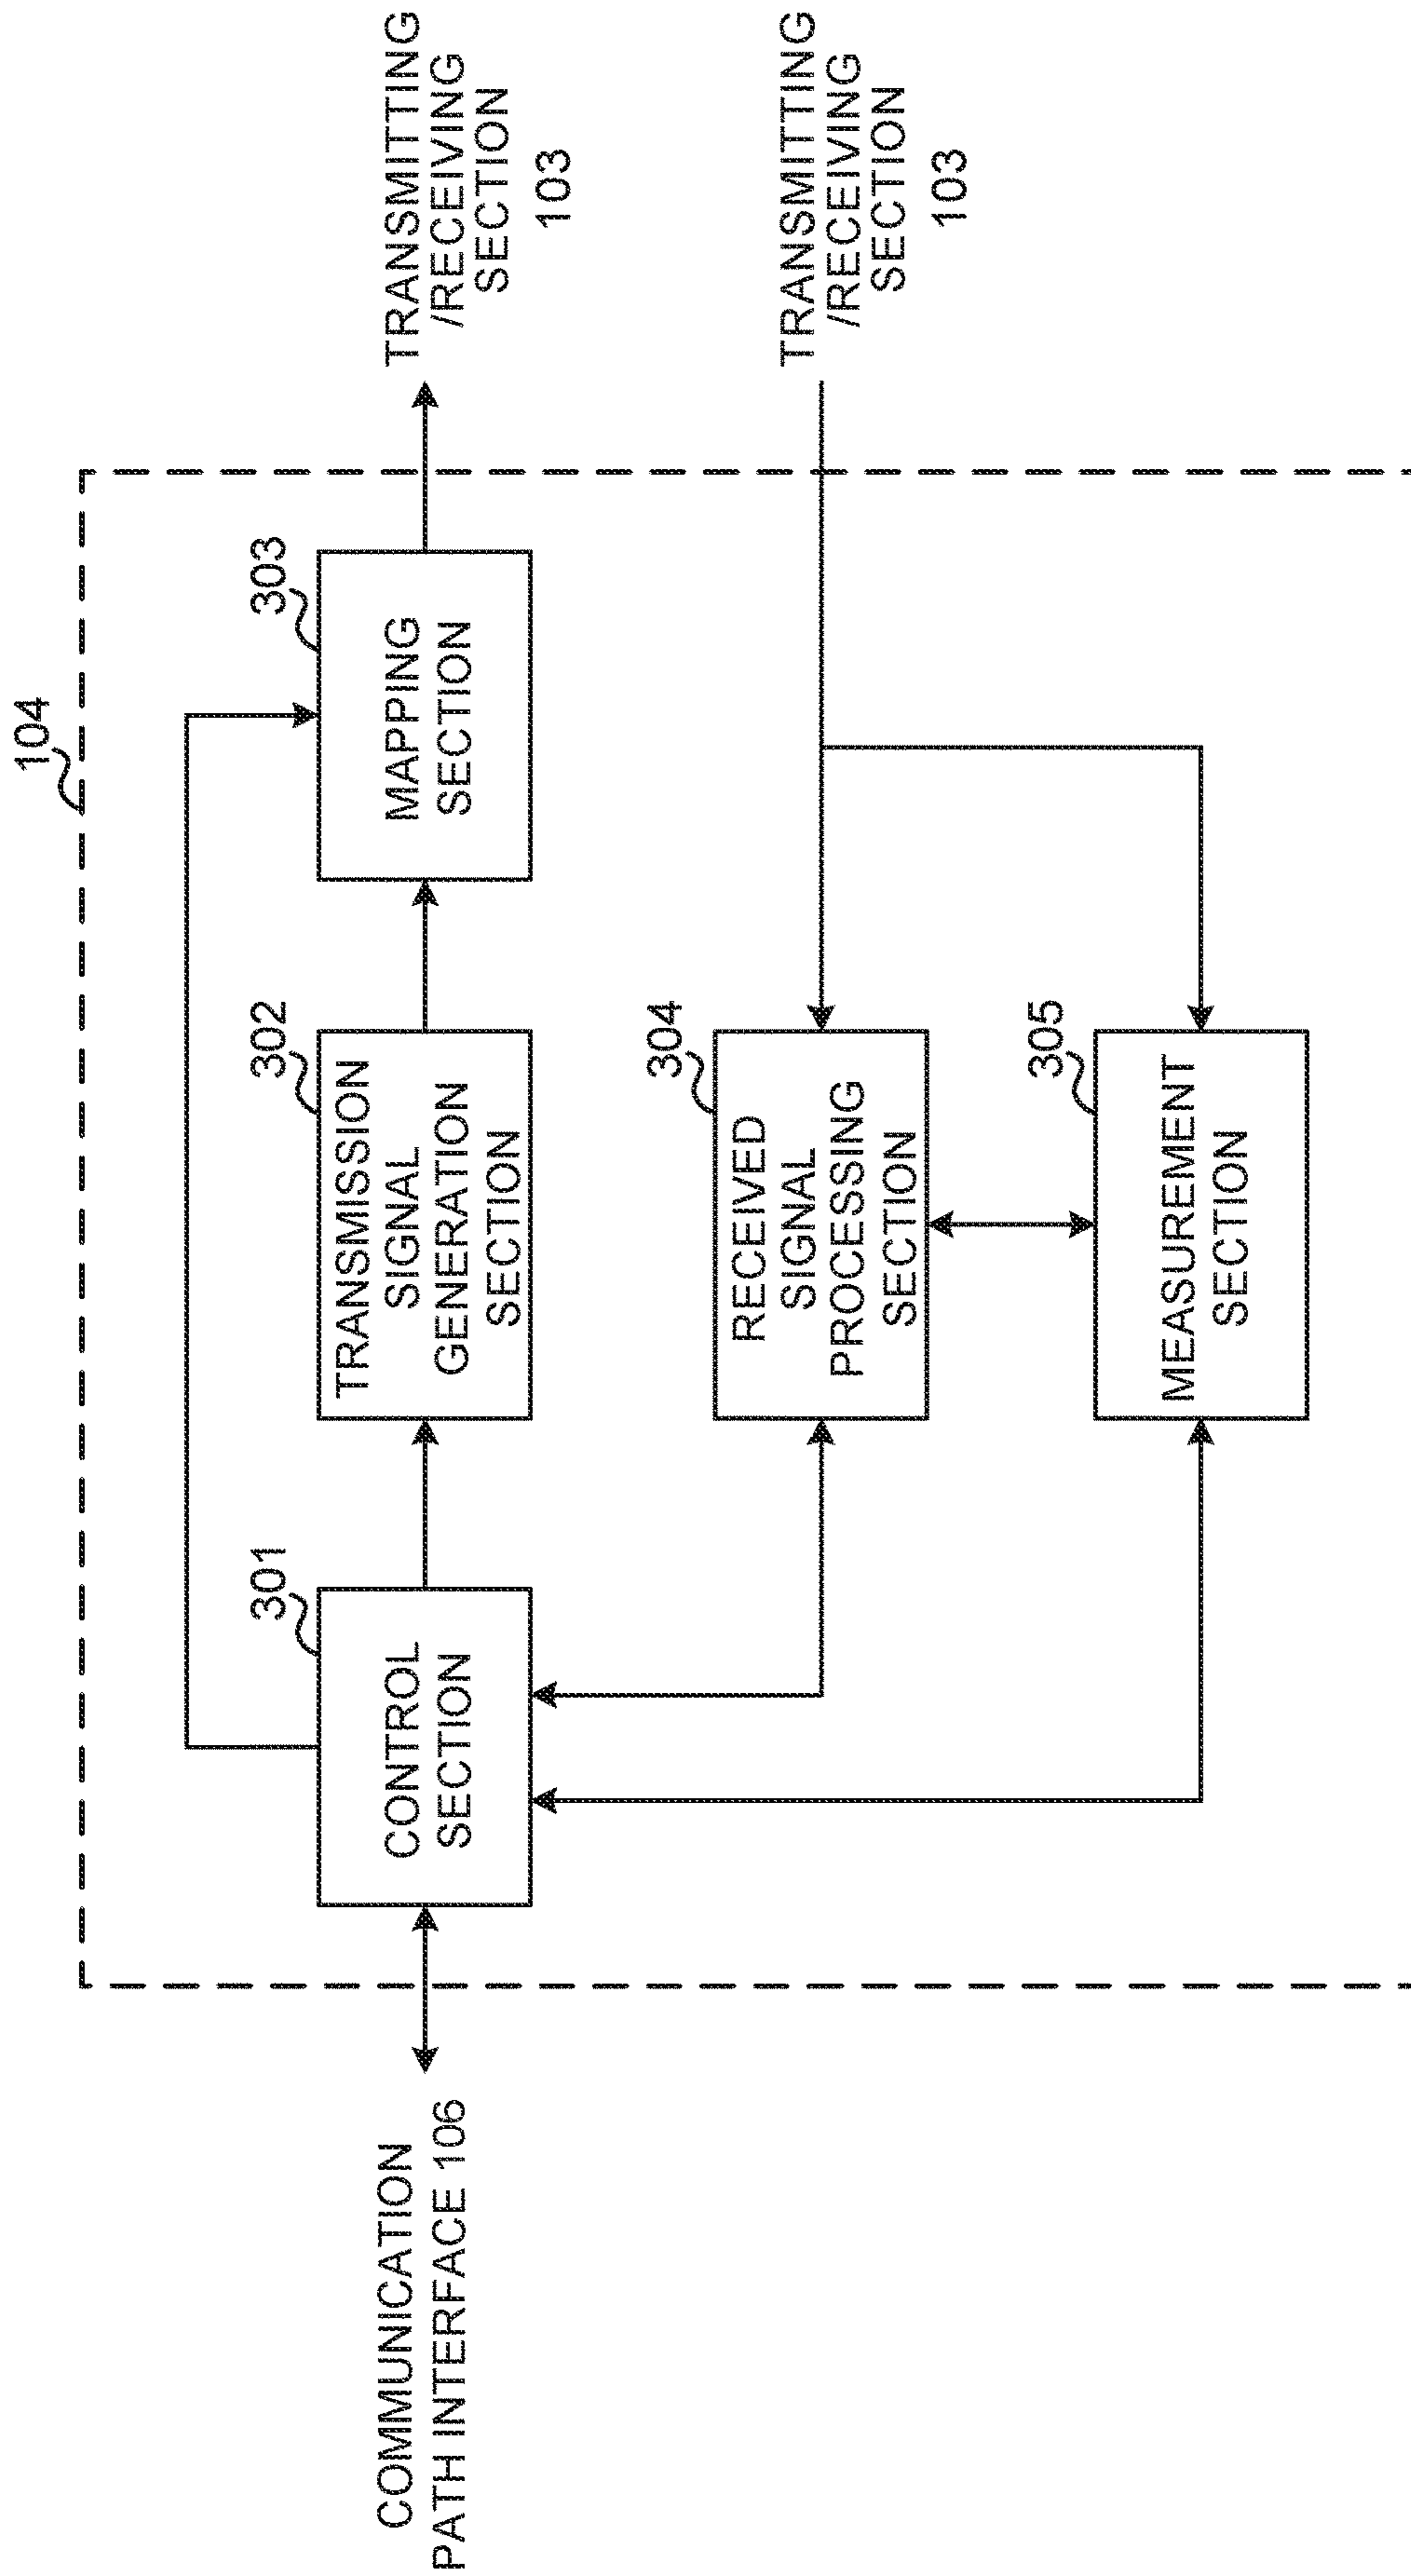 104
301
302
303
COMMUNICATION
PATH INTERFACE 106
CONTROL
SECTION
TRANSMISSION
SIGNAL
GENERATION
SECTION
MAPPING
SECTION
TRANSMITTING
/RECEIVING
SECTION
103
304
RECEIVED
SIGNAL
PROCESSING
SECTION
TRANSMITTING
/RECEIVING
SECTION
103
305
MEASUREMENT
SECTION